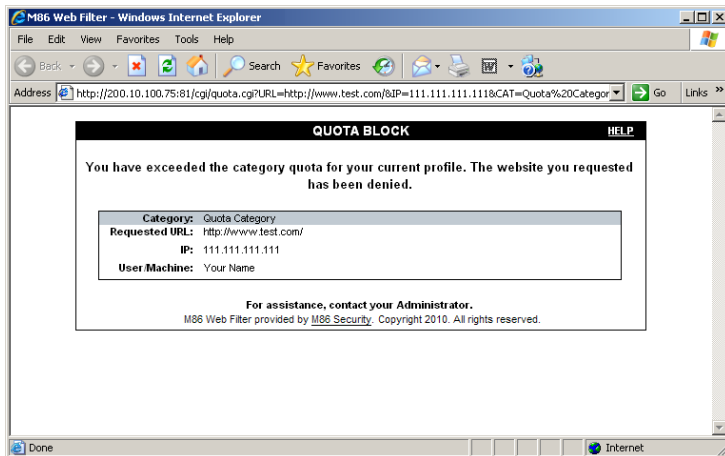 M86 Web Filter - Windows Internet Explorer
File Edit View Favorites Tools Help
Back Search Favorites
Address http://200.10.100.75:81/cgi/quota.cgi?URL=http://www.test.com/&IP=111.111.111.111&CAT=Quota%20Categor Go Links »
QUOTA BLOCK HELP
You have exceeded the category quota for your current profile. The website you requested
has been denied.
Category: Quota Category
Requested URL: http://www.test.com/
IP: 111.111.111.111
User/Machine: Your Name
For assistance, contact your Administrator.
M86 Web Filter provided by M86 Security. Copyright 2010. All rights reserved.
Done Internet